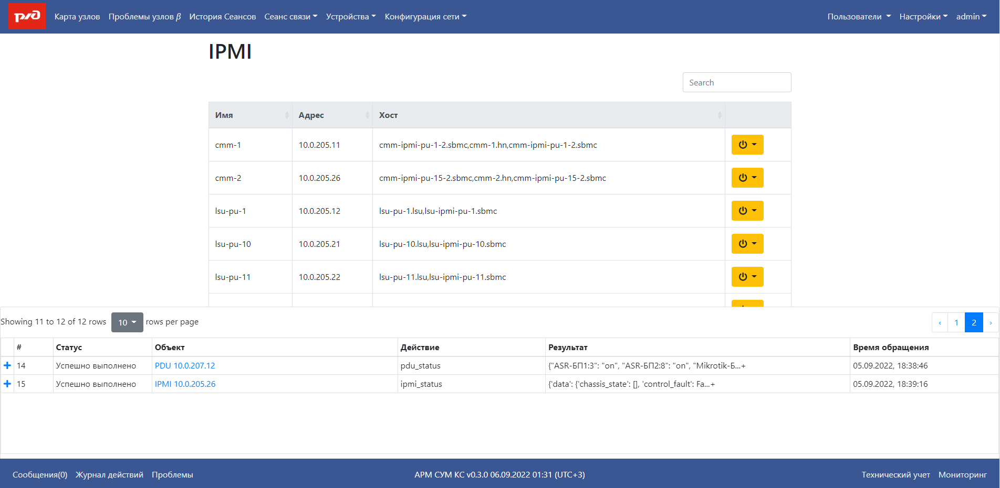 Карта узлов Проблемы узлов β История Сеансов Сеанс связи Устройства Конфигурация сети Пользователи Настройки admin
IPMI
Search
Имя Адрес Хост
cmm-1 10.0.205.11 cmm-ipmi-pu-1-2.sbmc,cmm-1.hn,cmm-ipmi-pu-1-2.sbmc
cmm-2 10.0.205.26 cmm-ipmi-pu-15-2.sbmc,cmm-2.hn,cmm-ipmi-pu-15-2.sbmc
lsu-pu-1 10.0.205.12 lsu-pu-1.lsu,lsu-ipmi-pu-1.sbmc
lsu-pu-10 10.0.205.21 lsu-pu-10.lsu,lsu-ipmi-pu-10.sbmc
lsu-pu-11 10.0.205.22 lsu-pu-11.lsu,lsu-ipmi-pu-11.sbmc
Showing 11 to 12 of 12 rows 10 rows per page ‹ 1 2 ›
# Статус Объект Действие Результат Время обращения
14 Успешно выполнено PDU 10.0.207.12 pdu_status {"ASR-БП1:3": "on", "ASR-БП2:8": "on", "Mikrotik-Б...+ 05.09.2022, 18:38:46
15 Успешно выполнено IPMI 10.0.205.26 ipmi_status {'data': {'chassis_state': [], 'control_fault': Fa...+ 05.09.2022, 18:39:16
Сообщения(0) Журнал действий Проблемы АРМ СУМ КС v0.3.0 06.09.2022 01:31 (UTC+3) Технический учет Мониторинг